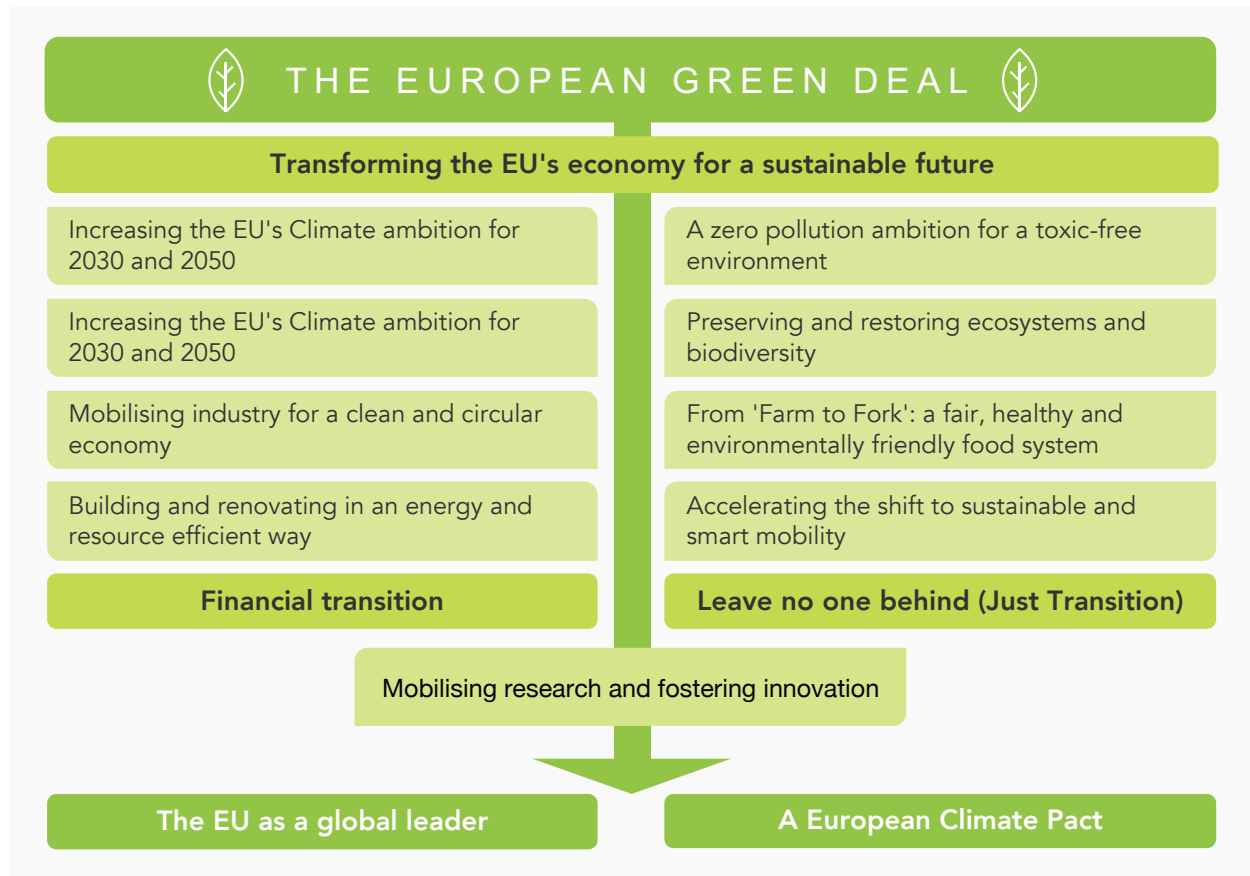 THE EUROPEAN GREEN DEAL
Transforming the EU's economy for a sustainable future
Increasing the EU's Climate ambition for
2030 and 2050
Increasing the EU's Climate ambition for
2030 and 2050
Mobilising industry for a clean and circular
economy
Building and renovating in an energy and
resource efficient way
Financial transition
A zero pollution ambition for a toxic-free
environment
Preserving and restoring ecosystems and
biodiversity
From 'Farm to Fork': a fair, healthy and
environmentally friendly food system
Accelerating the shift to sustainable and
smart mobility
Leave no one behind (Just Transition)
Mobilising research and fostering innovation
The EU as a global leader
A European Climate Pact